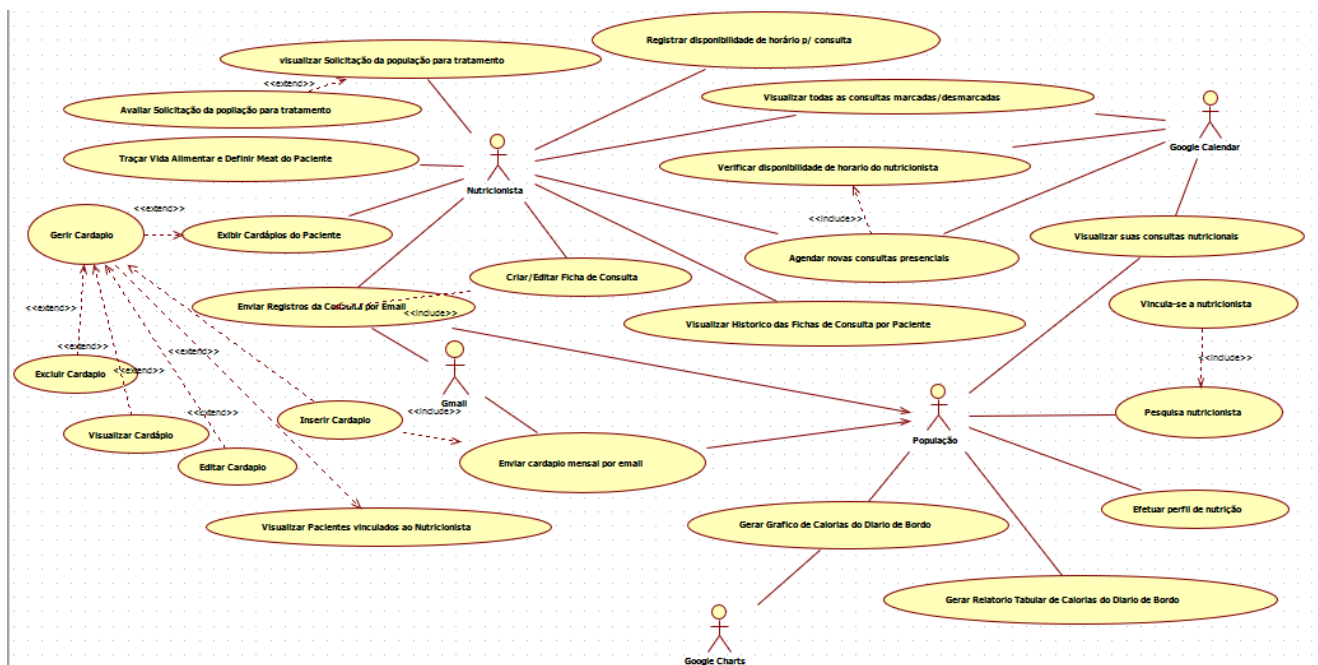 Registrar disponibilidade de horário p/ consulta
visualizar Solicitação da população para tratamento
<<extend>>
Avaliar Solicitação da popilação para tratamento
Visualizar todas as consultas marcadas/desmarcadas
Google Calendar
Traçar Vida Alimentar e Definir Meat do Paciente
Nutricionista
Verificar disponibilidade de horario do nutricionista
<<extend>>
<<include>>
Gerir Cardapio
Exibir Cardápios do Paciente
Visualizar suas consultas nutricionais
Agendar novas consultas presenciais
Criar/Editar Ficha de Consulta
Enviar Registros da Consulta por Email
<<include>>
Vincula-se a nutricionista
<<extend>>
Visualizar Historico das Fichas de Consulta por Paciente
<<extend>>
<<extend>>
<<include>>
Excluir Cardapio
<<extend>>
Gmail
<<extend>>
<<include>>
Inserir Cardapio
Pesquisa nutricionista
Visualizar Cardápio
População
Editar Cardapio
Enviar cardapio mensal por email
Efetuar perfil de nutrição
Visualizar Pacientes vinculados ao Nutricionista
Gerar Grafico de Calorias do Diario de Bordo
Gerar Relatorio Tabular de Calorias do Diario de Bordo
Google Charts